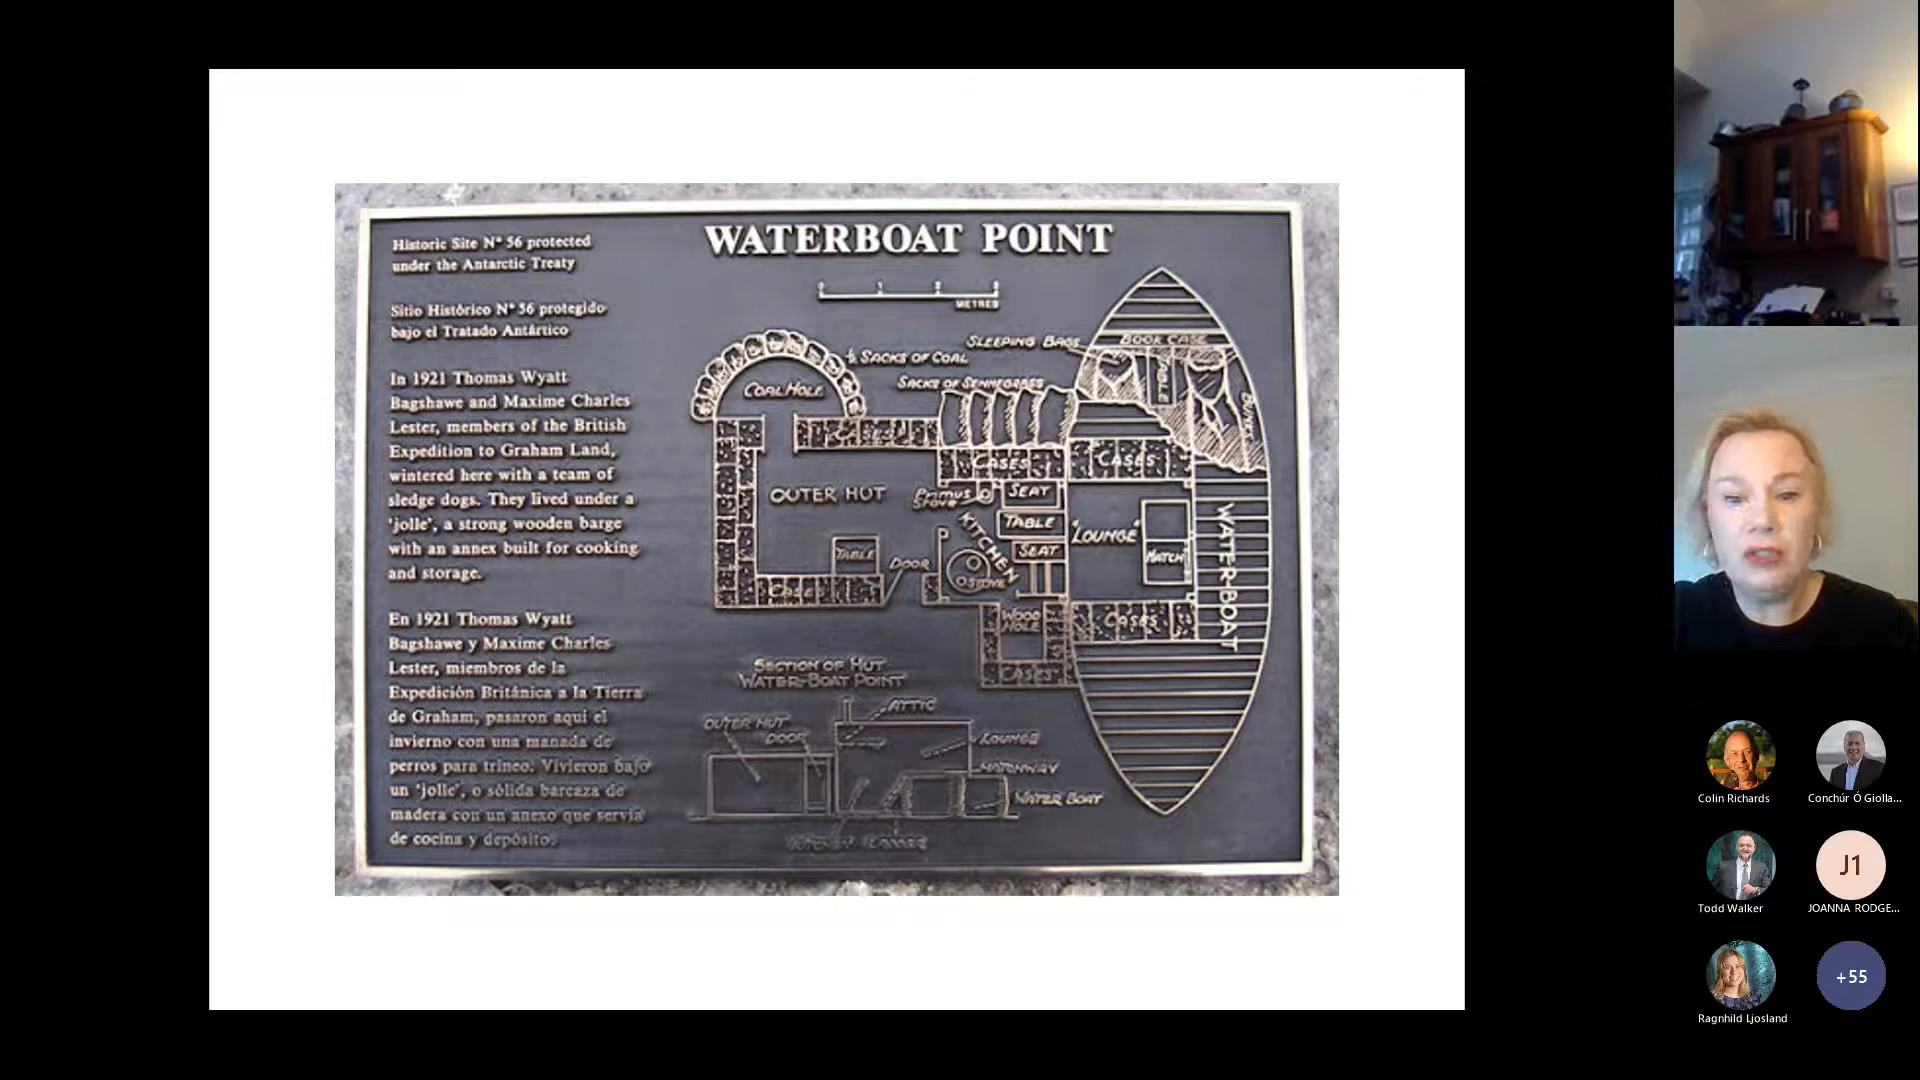 WATERBOAT POINT
Historic Site Nº 56 protected
under the Antarctic Treaty
Sitio Histórico Nº 56 protegido
bajo el Tratado Antártico
In 1921 Thomas Wyatt
Bagshawe and Maxime Charles
Lester, members of the British
Expedition to Graham Land,
wintered here with a team of
sledge dogs. They lived under a
'jolle', a strong wooden barge
with an annex built for cooking
and storage.
En 1921 Thomas Wyatt
Bagshawe y Maxime Charles
Lester, miembros de la
Expedición Británica a la Tierra
de Graham, pasaron aquí el
invierno con una manada de
perros para trineo. Vivieron bajo
un 'jolle', o sólida barcaza de
madera con un anexo que servía
de cocina y depósito.
METRES
SLEEPING BAGS
BOOK CASE
SACKS OF COAL
SACKS OF SENNEGRASS
TABLE
BUNKS
COAL HOLE
CASES
CASES
OUTER HUT
PRIMUS
STOVE
SEAT
TABLE
SEAT
"LOUNGE"
KITCHEN
STOVE
HATCH
WATER-BOAT
TABLE
DOOR
CASES
WOOD
HOLE
CASES
CASES
SECTION OF HUT
WATER-BOAT POINT
ATTIC
OUTER HUT
DOOR
LOUNGE
HATCHWAY
WATER BOAT
Colin Richards
Conchúr Ó Giolla...
Todd Walker
J1
JOANNA RODGE...
Ragnhild Ljosland
+55